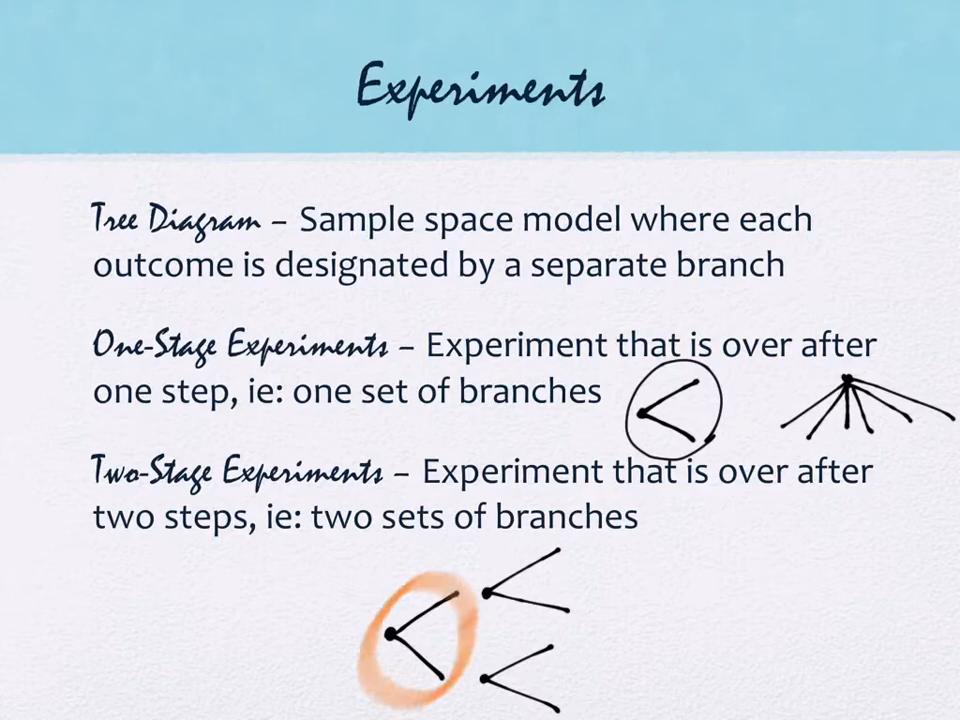 Experiments
Tree Diagram – Sample space model where each
outcome is designated by a separate branch
One-Stage Experiments – Experiment that is over after
one step, ie: one set of branches
Two-Stage Experiments – Experiment that is over after
two steps, ie: two sets of branches